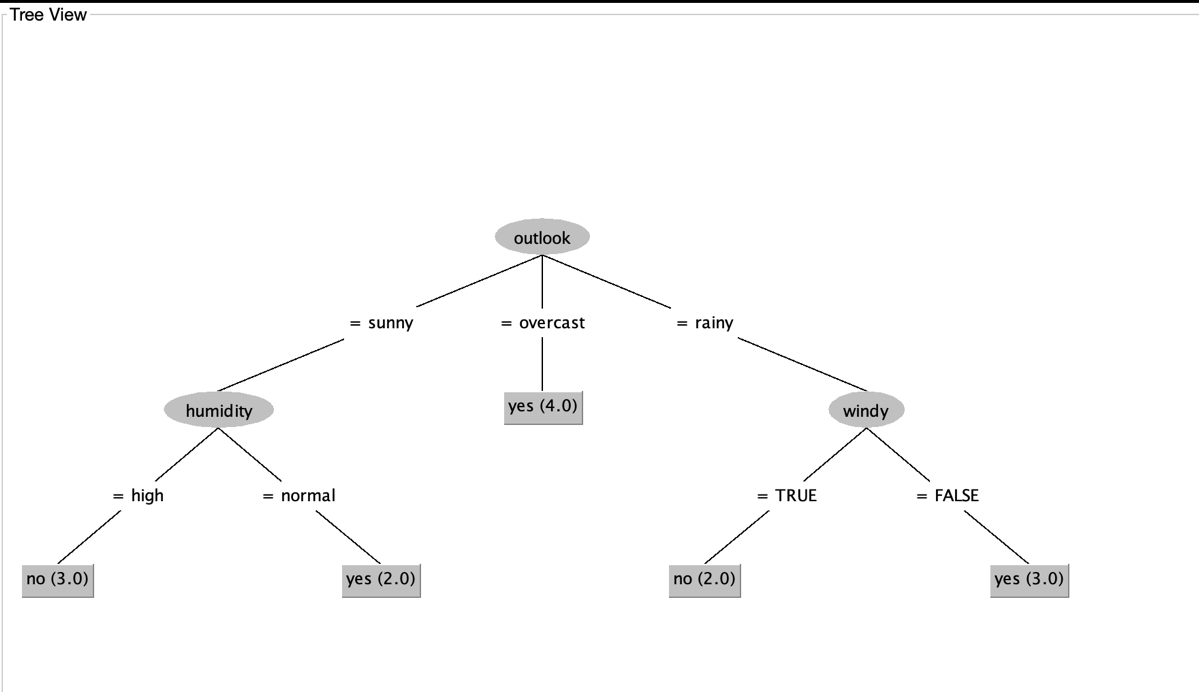 Tree View
outlook
= sunny
= overcast
= rainy
humidity
yes (4.0)
windy
= high
= normal
= TRUE
= FALSE
no (3.0)
yes (2.0)
no (2.0)
yes (3.0)